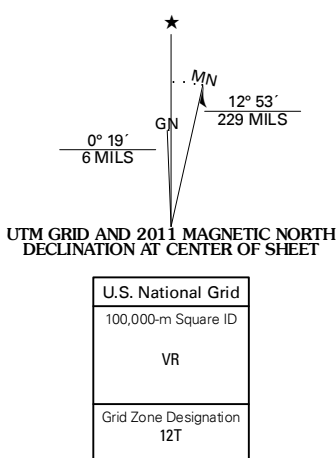 ★
MN
12° 53´
229 MILS
GN
0° 19´
6 MILS
UTM GRID AND 2011 MAGNETIC NORTH
DECLINATION AT CENTER OF SHEET
U.S. National Grid
100,000-m Square ID
VR
Grid Zone Designation
12T